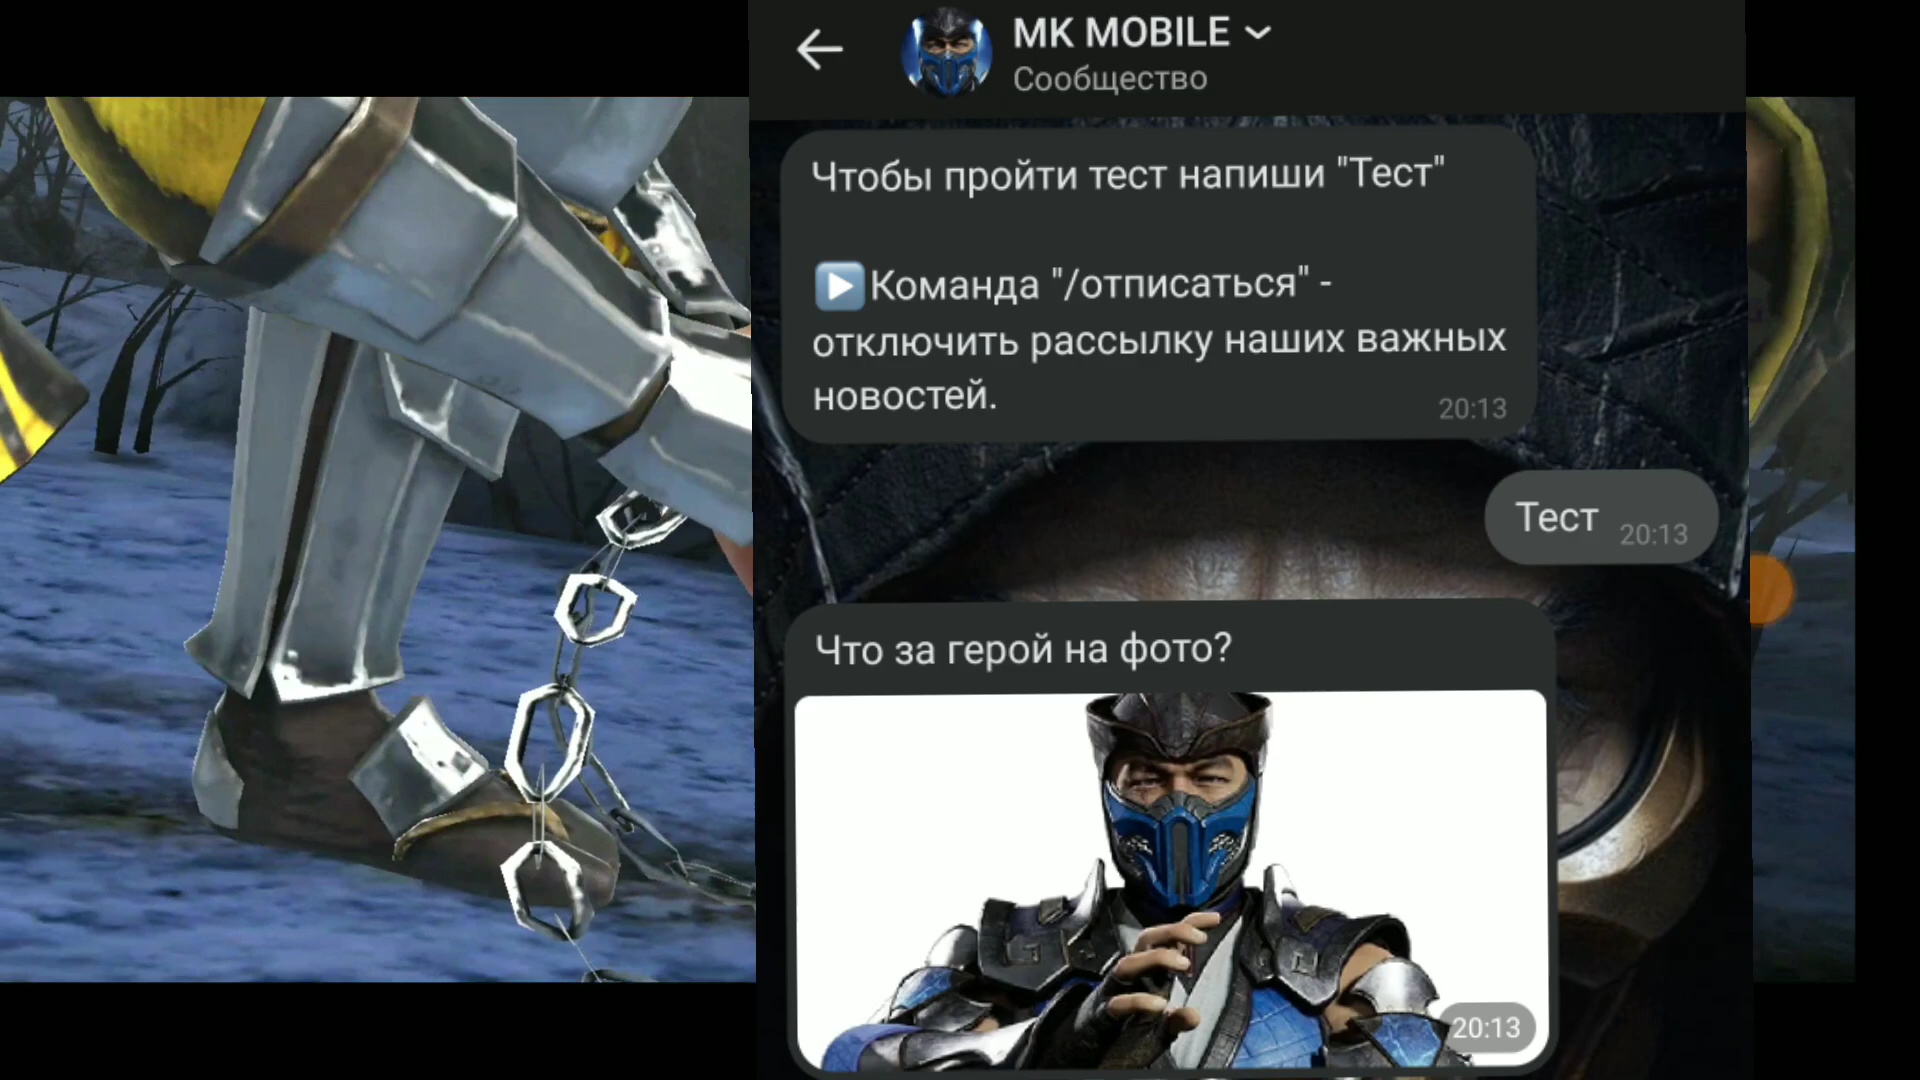 MK MOBILE
Сообщество
Чтобы пройти тест напиши "Тест"
Команда "/отписаться" -
отключить рассылку наших важных
новостей.
20:13
Тест 20:13
Что за герой на фото?
20:13